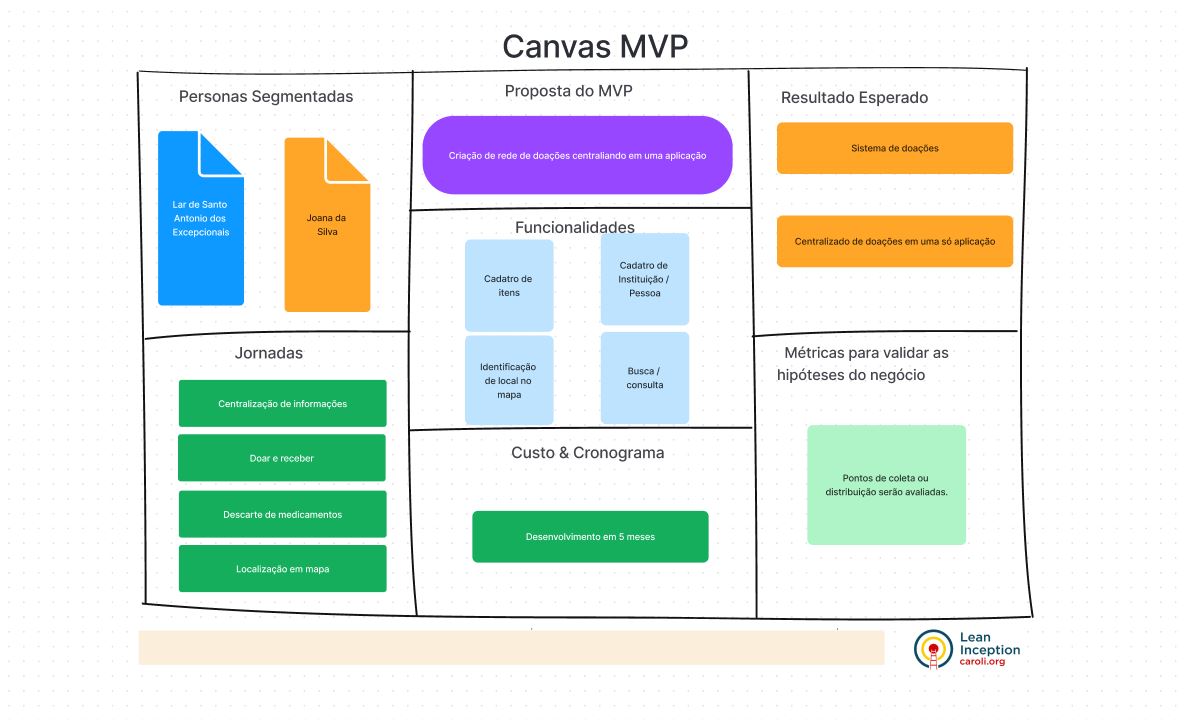 Canvas MVP
Personas Segmentadas
Lar de Santo
Antonio dos
Excepcionais
Joana da
Silva
Jornadas
Centralização de informações
Doar e receber
Descarte de medicamentos
Localização em mapa
Proposta do MVP
Criação de rede de doações centraliando em uma aplicação
Funcionalidades
Cadatro de
itens
Cadatro de
Instituição /
Pessoa
Identificação
de local no
mapa
Busca /
consulta
Custo & Cronograma
Desenvolvimento em 5 meses
Resultado Esperado
Sistema de doações
Centralizado de doações em uma só aplicação
Métricas para validar as
hipóteses do negócio
Pontos de coleta ou
distribuição serão avaliadas.
Lean
Inception
caroli.org